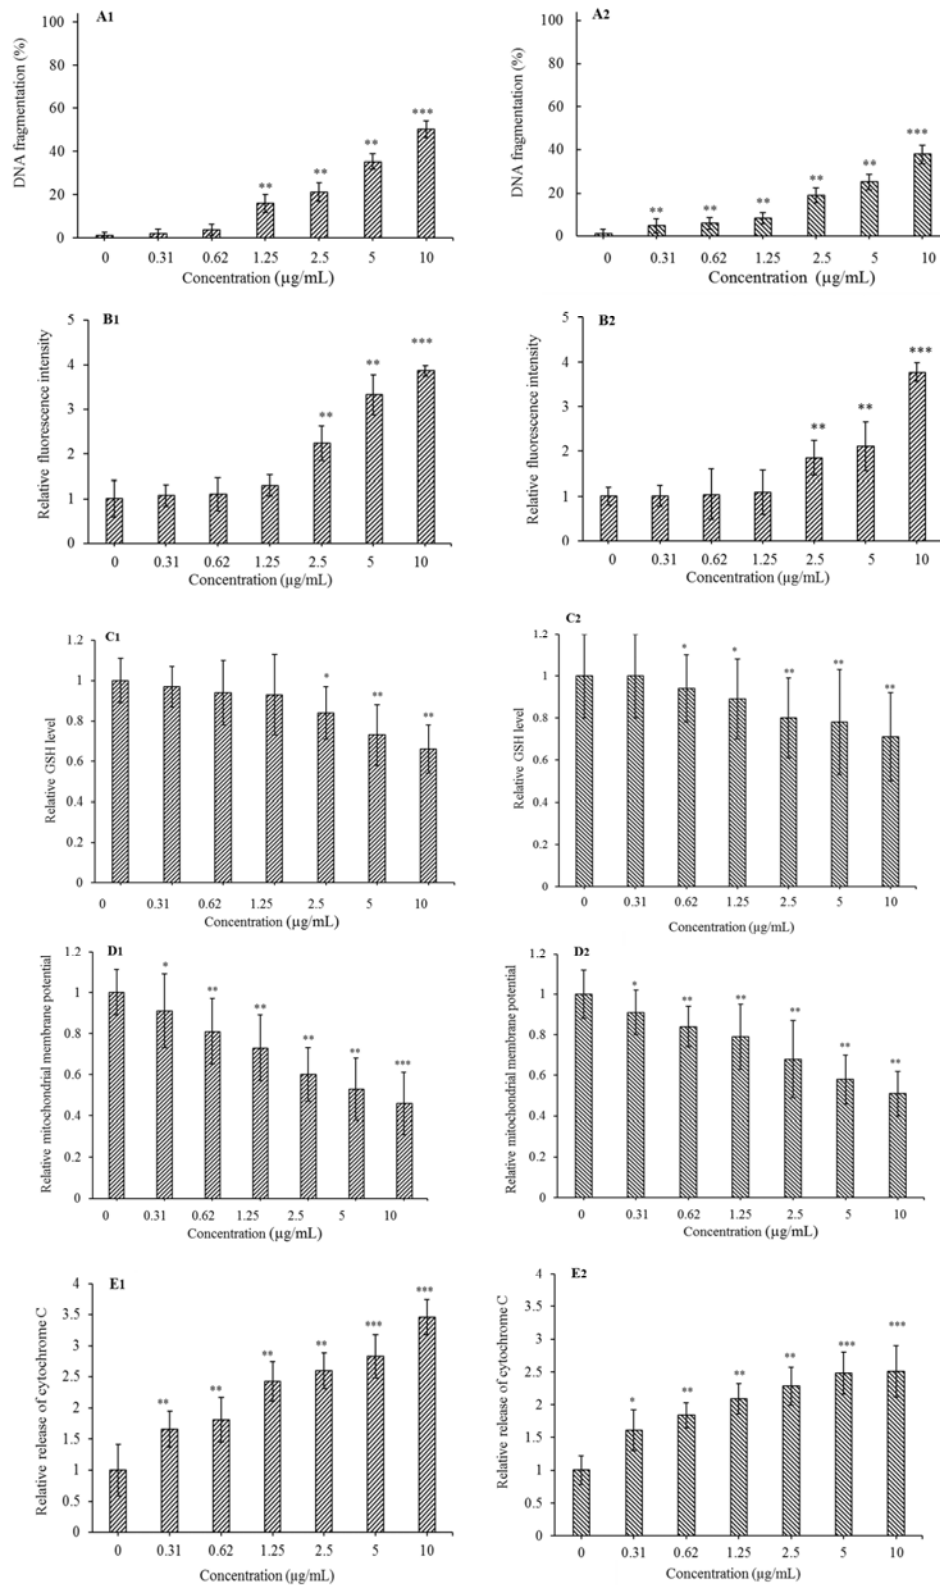 A1
DNA fragmentation (%)
100
80
60
40
20
0
** ** ** ***
0 0.31 0.62 1.25 2.5 5 10
Concentration (µg/mL)
A2
DNA fragmentation (%)
100
80
60
40
20
0
** ** ** ** ** ***
0 0.31 0.62 1.25 2.5 5 10
Concentration (µg/mL)
B1
Relative fluorescence intensity
5
4
3
2
1
0
** ** ***
0 0.31 0.62 1.25 2.5 5 10
Concentration (µg/mL)
B2
Relative fluorescence intensity
5
4
3
2
1
0
** ** ***
0 0.31 0.62 1.25 2.5 5 10
Concentration (µg/mL)
C1
Relative GSH level
1.2
1
0.8
0.6
0.4
0.2
0
* ** **
0 0.31 0.62 1.25 2.5 5 10
Concentration (µg/mL)
C2
Relative GSH level
1.2
1
0.8
0.6
0.4
0.2
0
* * ** ** **
0 0.31 0.62 1.25 2.5 5 10
Concentration (µg/mL)
D1
Relative mitochondrial membrane potential
1.2
1
0.8
0.6
0.4
0.2
0
* ** ** ** ** ***
0 0.31 0.62 1.25 2.5 5 10
Concentration (µg/mL)
D2
Relative mitochondrial membrane potential
1.2
1
0.8
0.6
0.4
0.2
0
* ** ** ** ** **
0 0.31 0.62 1.25 2.5 5 10
Concentration (µg/mL)
E1
Relative release of cytochrome C
4
3.5
3
2.5
2
1.5
1
0.5
0
** ** ** ** *** ***
0 0.31 0.62 1.25 2.5 5 10
Concentration (µg/mL)
E2
Relative release of cytochrome C
4
3.5
3
2.5
2
1.5
1
0.5
0
* ** ** ** *** ***
0 0.31 0.62 1.25 2.5 5 10
Concentration (µg/mL)